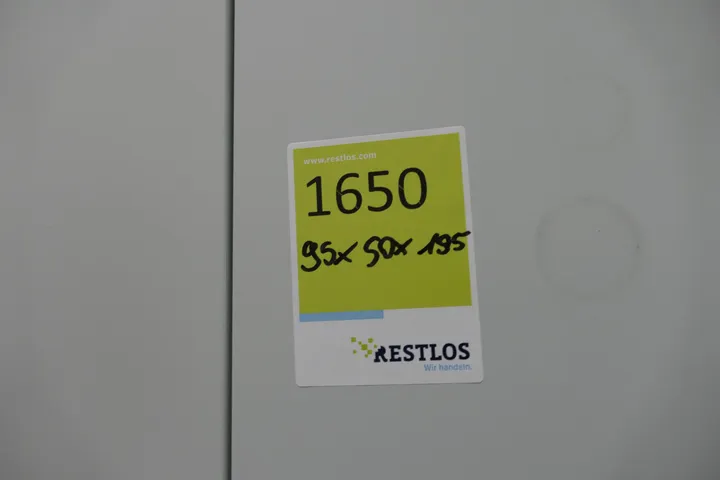 www.restlos.com
1650
95x 50x 195
RESTLOS
Wir handeln.